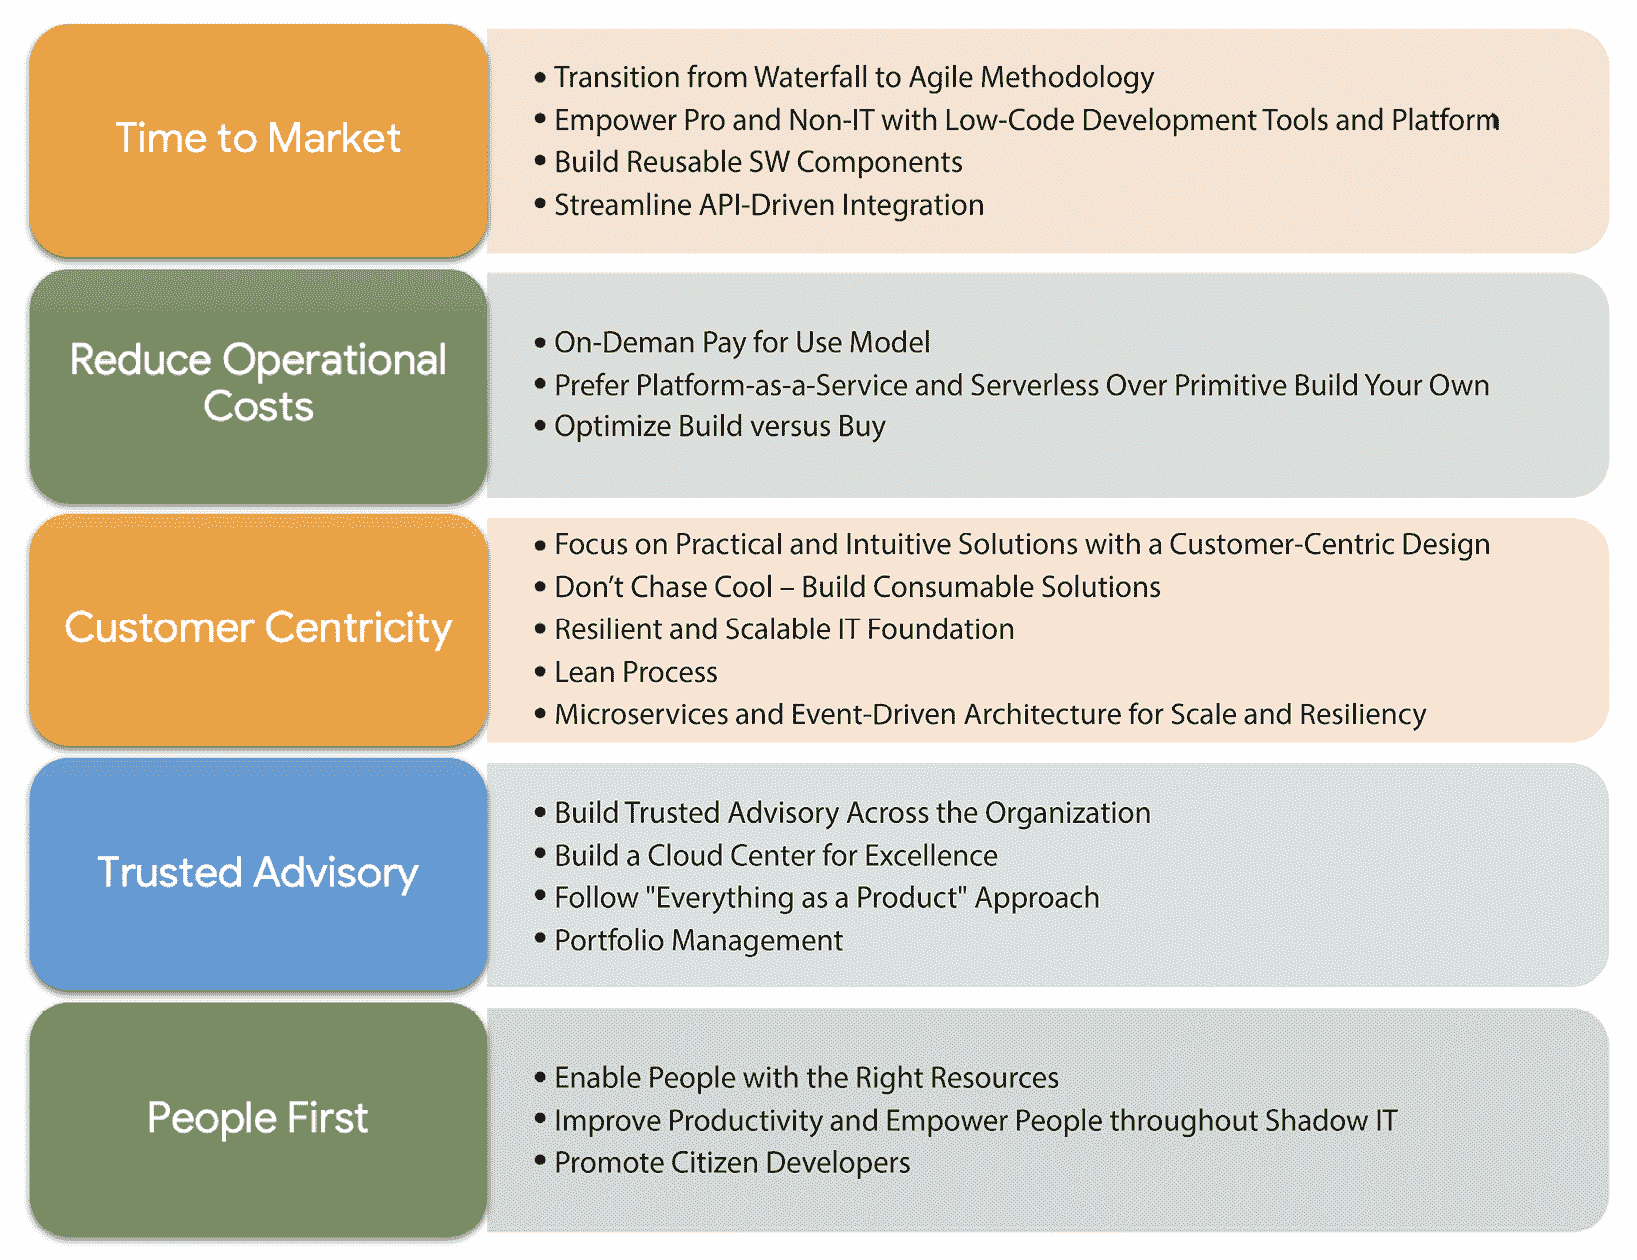 Time to Market
• Transition from Waterfall to Agile Methodology
• Empower Pro and Non-IT with Low-Code Development Tools and Platform
• Build Reusable SW Components
• Streamline API-Driven Integration
Reduce Operational
Costs
• On-Deman Pay for Use Model
• Prefer Platform-as-a-Service and Serverless Over Primitive Build Your Own
• Optimize Build versus Buy
Customer Centricity
• Focus on Practical and Intuitive Solutions with a Customer-Centric Design
• Don’t Chase Cool – Build Consumable Solutions
• Resilient and Scalable IT Foundation
• Lean Process
• Microservices and Event-Driven Architecture for Scale and Resiliency
Trusted Advisory
• Build Trusted Advisory Across the Organization
• Build a Cloud Center for Excellence
• Follow "Everything as a Product" Approach
• Portfolio Management
People First
• Enable People with the Right Resources
• Improve Productivity and Empower People throughout Shadow IT
• Promote Citizen Developers